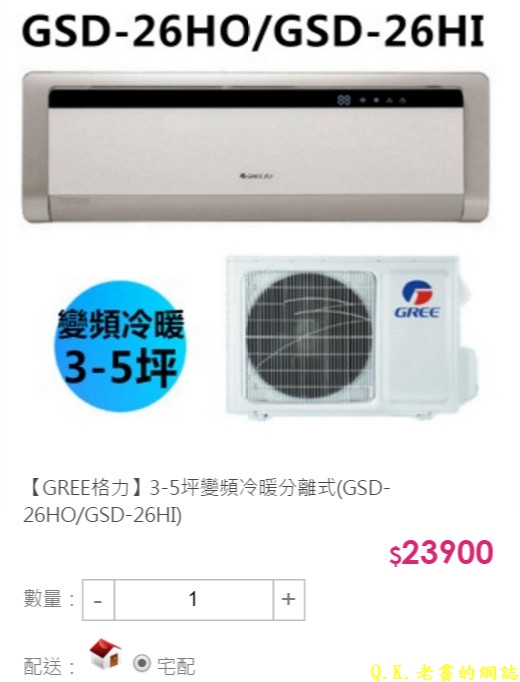 GSD-26HO/GSD-26HI
GREE
變頻冷暖
3-5坪
GREE
【GREE格力】3-5坪變頻冷暖分離式(GSD-
26HO/GSD-26HI)
$23900
數量：
-
1
+
配送：
宅配
Q.K.老書的網誌